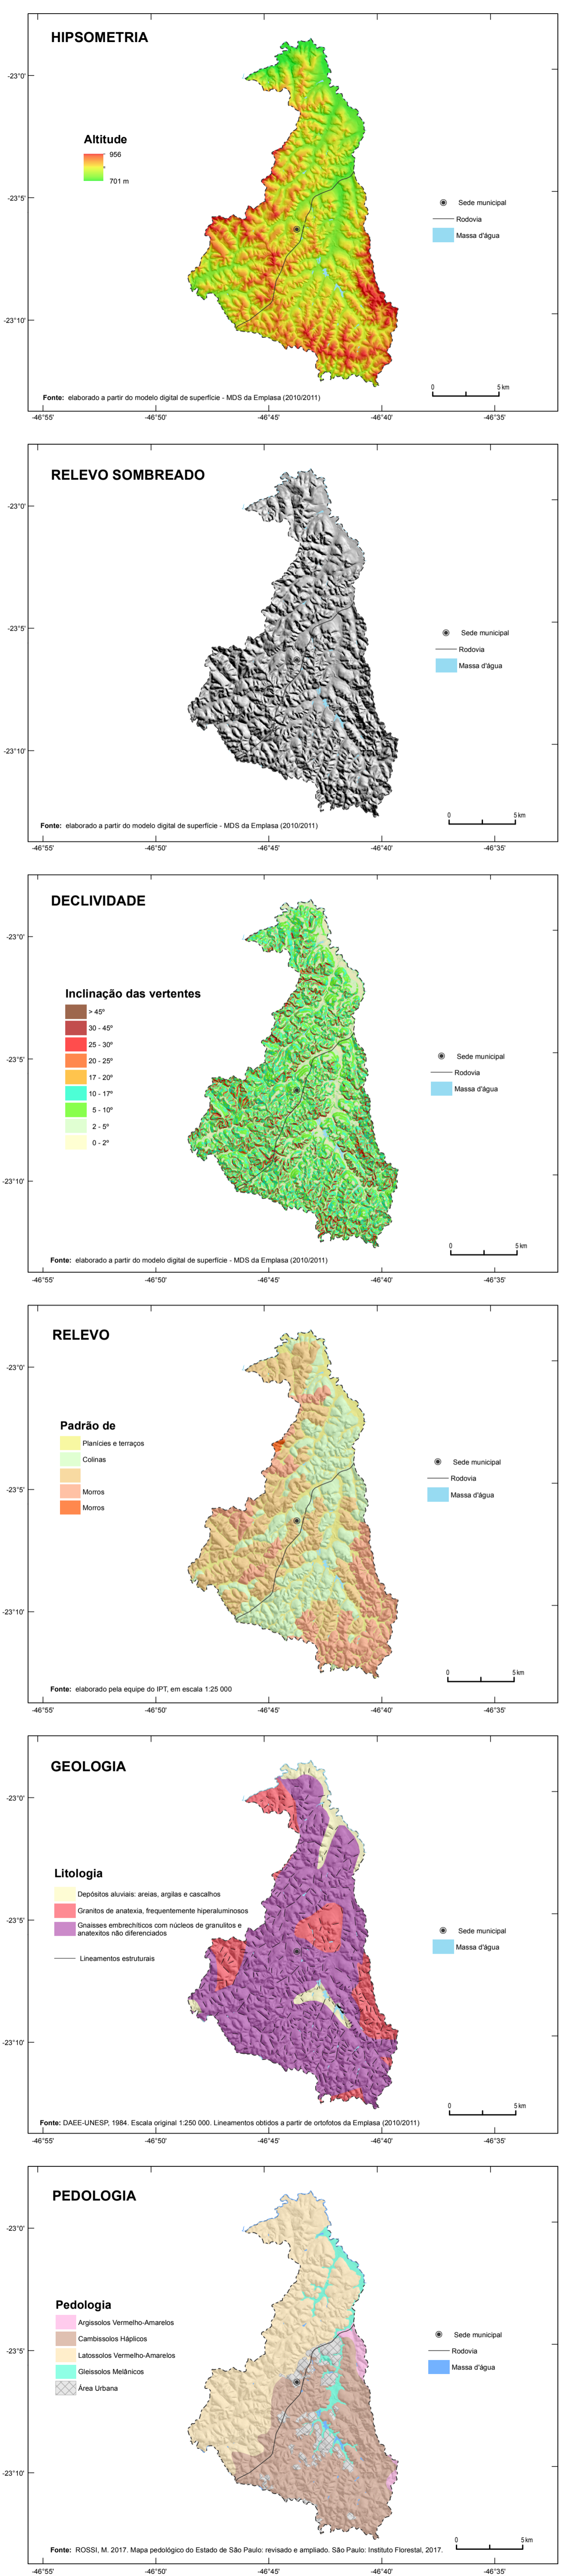 HIPSOMETRIA
-23°0'
Altitude
956
701 m
-23°5'
Sede municipal
Rodovia
Massa d'água
-23°10'
0 5 km
Fonte: elaborado a partir do modelo digital de superfície - MDS da Emplasa (2010/2011)
-46°55' -46°50' -46°45' -46°40' -46°35'
RELEVO SOMBREADO
-23°0'
-23°5'
Sede municipal
Rodovia
Massa d'água
-23°10'
0 5 km
Fonte: elaborado a partir do modelo digital de superfície - MDS da Emplasa (2010/2011)
-46°55' -46°50' -46°45' -46°40' -46°35'
DECLIVIDADE
-23°0'
Inclinação das vertentes
> 45º
30 - 45º
25 - 30º
20 - 25º
17 - 20º
10 - 17º
5 - 10º
2 - 5º
0 - 2º
-23°5'
Sede municipal
Rodovia
Massa d'água
-23°10'
0 5 km
Fonte: elaborado a partir do modelo digital de superfície - MDS da Emplasa (2010/2011)
-46°55' -46°50' -46°45' -46°40' -46°35'
RELEVO
-23°0'
Padrão de
Planícies e terraços
Colinas
Morros
Morros
-23°5'
Sede municipal
Rodovia
Massa d'água
-23°10'
0 5 km
Fonte: elaborado pela equipe do IPT, em escala 1:25 000
-46°55' -46°50' -46°45' -46°40' -46°35'
GEOLOGIA
-23°0'
Litologia
Depósitos aluviais: areias, argilas e cascalhos
Granitos de anatexia, frequentemente hiperaluminosos
Gnaisses embrechíticos com núcleos de granulitos e
anatexitos não diferenciados
Lineamentos estruturais
-23°5'
Sede municipal
Massa d'água
-23°10'
0 5 km
Fonte: DAEE-UNESP, 1984. Escala original 1:250 000. Lineamentos obtidos a partir de ortofotos da Emplasa (2010/2011)
-46°55' -46°50' -46°45' -46°40' -46°35'
PEDOLOGIA
-23°0'
Pedologia
Argissolos Vermelho-Amarelos
Cambissolos Háplicos
Latossolos Vermelho-Amarelos
Gleissolos Melânicos
Área Urbana
-23°5'
Sede municipal
Rodovia
Massa d'água
-23°10'
0 5 km
Fonte: ROSSI, M. 2017. Mapa pedológico do Estado de São Paulo: revisado e ampliado. São Paulo: Instituto Florestal, 2017.
-46°55' -46°50' -46°45' -46°40' -46°35'